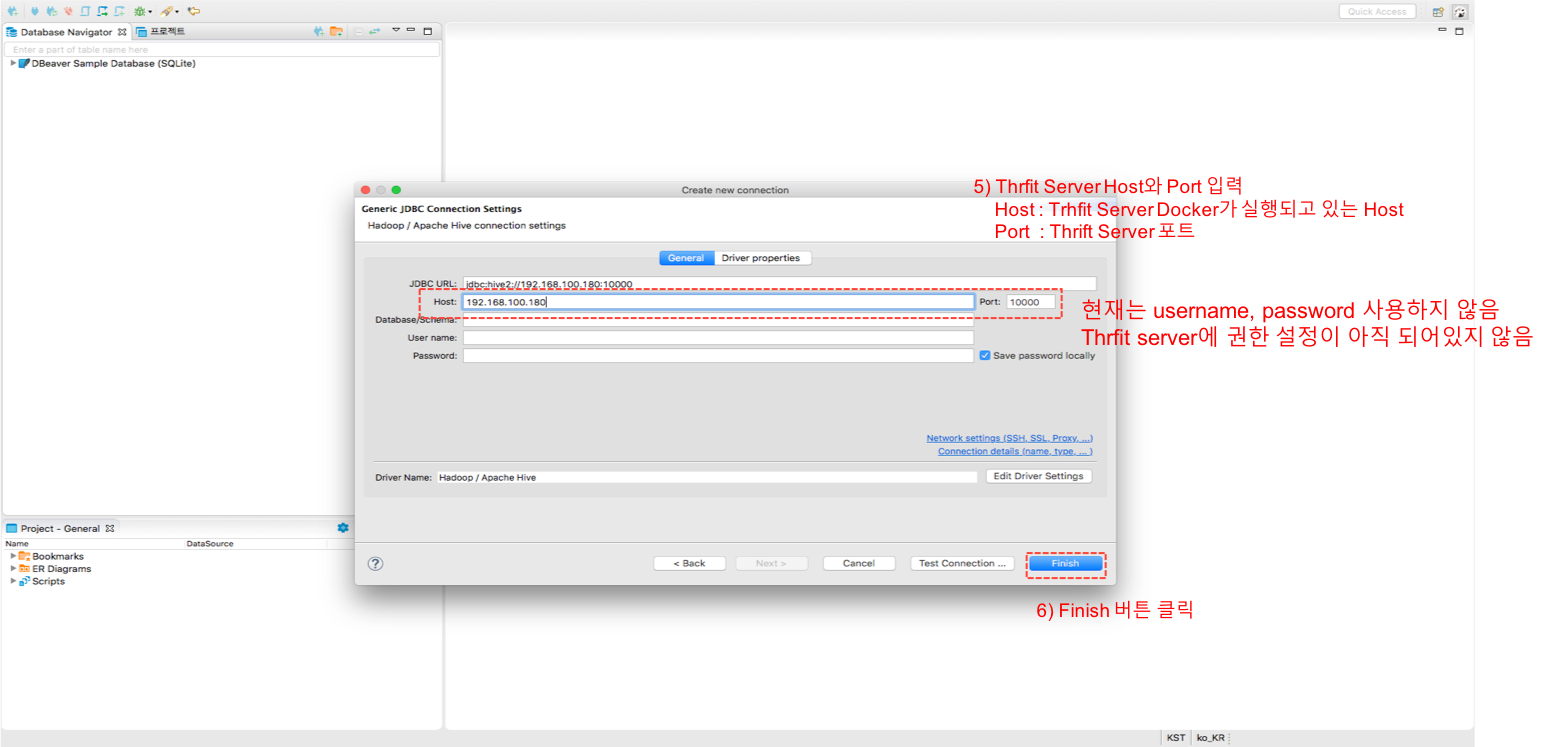 Quick Access
Database Navigator
프로젝트
Enter a part of table name here
DBeaver Sample Database (SQLite)
Create new connection
Generic JDBC Connection Settings
Hadoop / Apache Hive connection settings
5) Thrfit Server Host와 Port 입력
Host : Trhfit Server Docker가 실행되고 있는 Host
Port : Thrift Server 포트
General
Driver properties
JDBC URL: jdbc:hive2://192.168.100.180:10000
Host: 192.168.100.180 Port: 10000
Database/Schema:
User name:
Password: Save password locally
현재는 username, password 사용하지 않음
Thrfit server에 권한 설정이 아직 되어있지 않음
Network settings (SSH, SSL, Proxy, ...)
Connection details (name, type, ... )
Driver Name: Hadoop / Apache Hive Edit Driver Settings
? < Back Next > Cancel Test Connection ... Finish
6) Finish 버튼 클릭
Project - General
Name DataSource
Bookmarks
ER Diagrams
Scripts
KST ko_KR